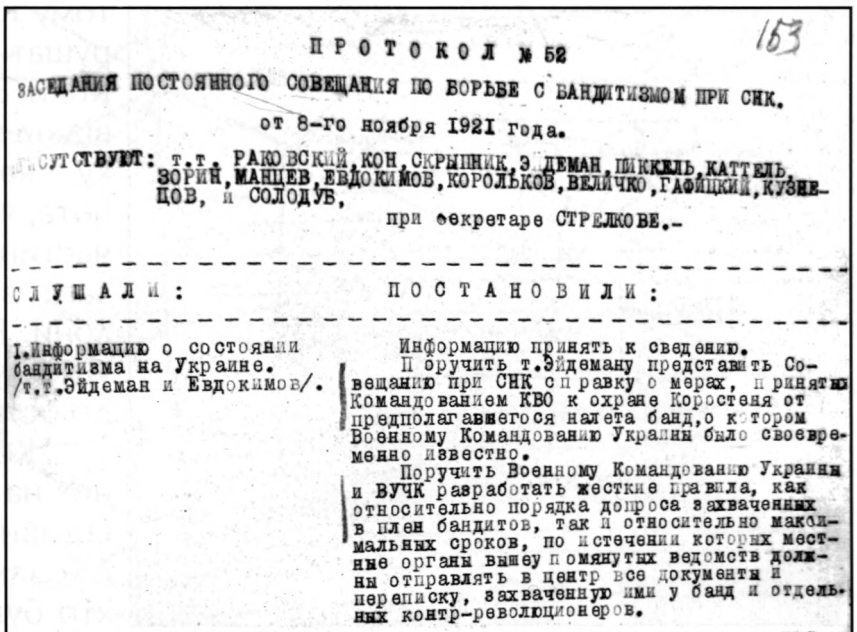 153
ПРОТОКОЛ № 52
ЗАСЕДАНИЯ ПОСТОЯННОГО СОВЕЩАНИЯ ПО БОРЬБЕ С БАНДИТИЗМОМ ПРИ СНК.
от 8-го ноября 1921 года.
СУТСТВУЮТ: т.т. РАКОВСКИЙ, КОН, СКРЫПНИК, Э ДЕМАН, ПИККЕЛЬ, КАТТЕЛЬ,
ЗОРИН, МАНЦЕВ, ЕВДОКИМОВ, КОРОЛЬКОВ, ВЕЛИЧКО, ГАФИЦКИЙ, КУЗНЕ-
ЦОВ, и СОЛОДУБ,
при секретаре СТРЕЛКОВЕ.-
СЛУШАЛИ:
ПОСТАНОВИЛИ:
I.Информацию о состоянии
бандитизма на Украине.
/т.т.Эйдеман и Евдокимов/.
Информацию принять к сведению.
Поручить т.Эйдеману представить Со-
вещанию при СНК справку о мерах, принятых
Командованием КВО к охране Коростеня от
предполагавшегося налета банд, о котором
Военному Командованию Украины было своевре-
менно известно.
Поручить Военному Командованию Украины
и ВУЧК разработать жесткие правила, как
относительно порядка допроса захваченных
в плен бандитов, так и относительно макси-
мальных сроков, по истечении которых мест-
ные органы вышеупомянутых ведомств долж-
ны отправлять в центр все документы и
переписку, захваченную ими у банд и отдель-
ных контр-революционеров.